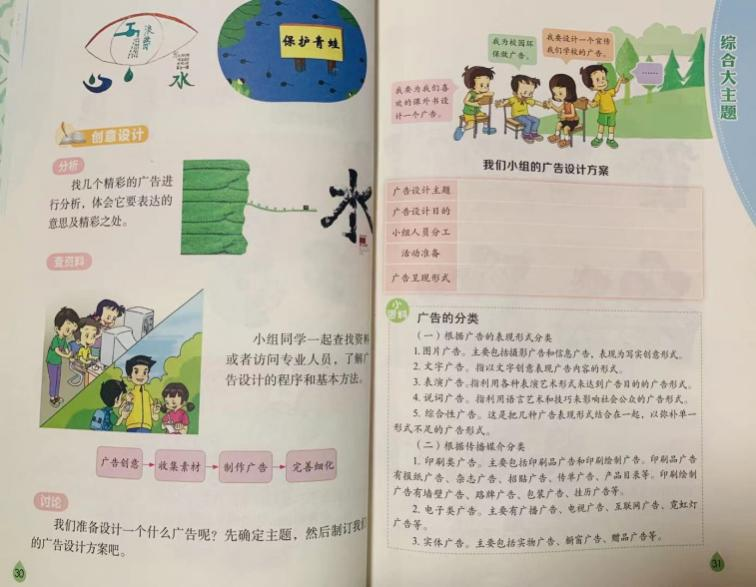 浪费
水
保护青蛙
创意设计
分析
找几个精彩的广告进
行分析，体会它要表达的
意思及精彩之处。
水
查资料
小组同学一起查找资料
或者访问专业人员，了解广
告设计的程序和基本方法。
广告创意 收集素材 制作广告 完善细化
讨论
我们准备设计一个什么广告呢？先确定主题，然后制订我们
的广告设计方案吧。
30
综合大主题
我为校园环
保做广告。
我要设计一个宣传
我们学校的广告。
……
我要为我们喜
欢的课外书设
计一个广告。
我们小组的广告设计方案
广告设计主题
广告设计目的
小组人员分工
活动准备
广告呈现形式
小资料
广告的分类
（一）根据广告的表现形式分类
1. 图片广告。主要包括摄影广告和信息广告，表现为写实创意形式。
2. 文字广告。指以文字创意表现广告内容的形式。
3. 表演广告。指利用各种表演艺术形式来达到广告目的的广告形式。
4. 说词广告。指利用语言艺术和技巧来影响社会公众的广告形式。
5. 综合性广告。这是把几种广告表现形式结合在一起，以弥补单一
形式不足的广告形式。
（二）根据传播媒介分类
1. 印刷类广告。主要包括印刷品广告和印刷绘制广告。印刷品广告
有报纸广告、杂志广告、招贴广告、传单广告、产品目录等。印刷绘制
广告有墙壁广告、路牌广告、包装广告、挂历广告等。
2. 电子类广告。主要有广播广告、电视广告、互联网广告、霓虹灯
广告等。
3. 实体广告。主要包括实物广告、橱窗广告、赠品广告等。
31